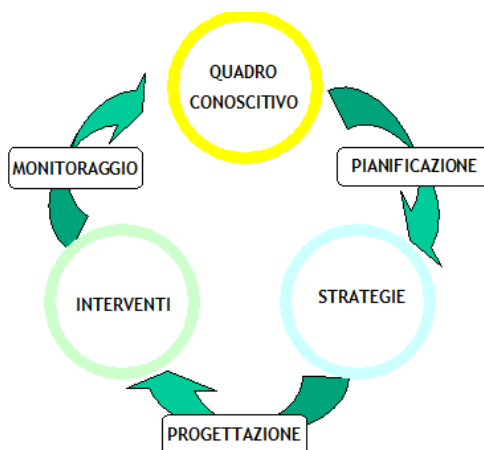 QUADRO
CONOSCITIVO
MONITORAGGIO
PIANIFICAZIONE
INTERVENTI
STRATEGIE
PROGETTAZIONE